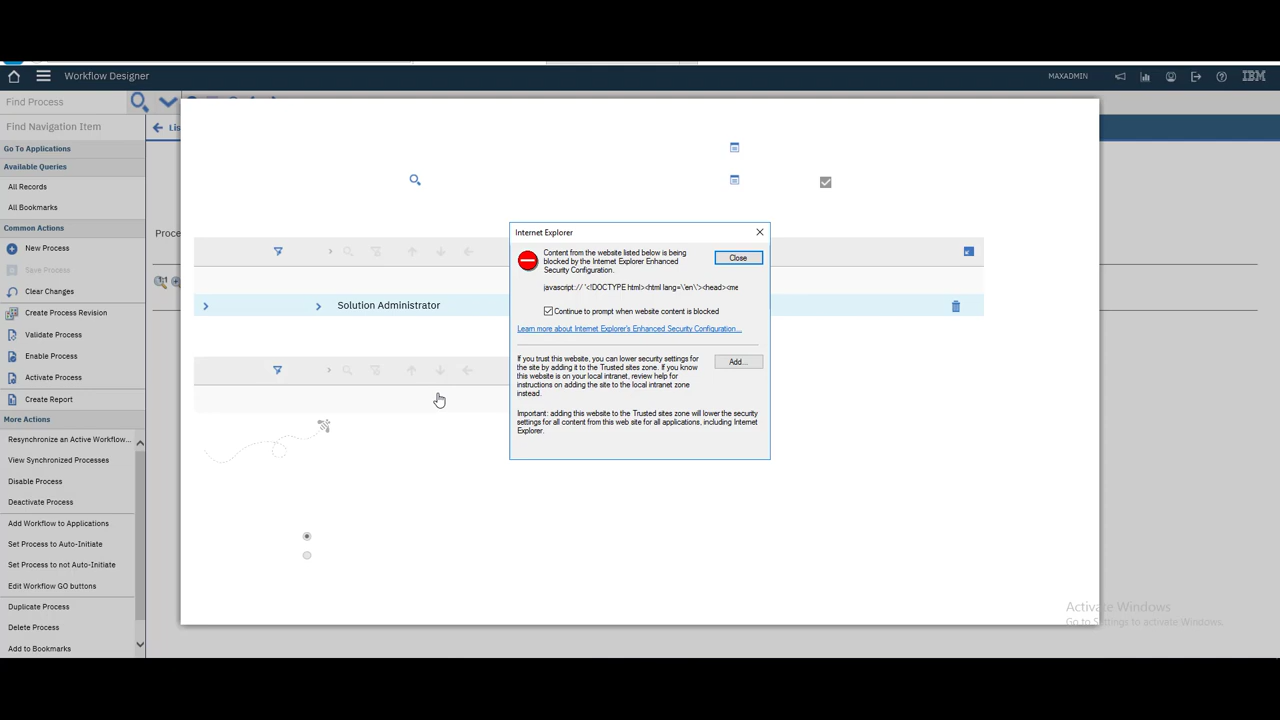 Workflow Designer
MAXADMIN
IBM
Find Process
Find Navigation Item
Lis
Go To Applications
Available Queries
All Records
All Bookmarks
Common Actions
New Process
Proce
Save Process
Clear Changes
Create Process Revision
Validate Process
Enable Process
Activate Process
Create Report
More Actions
Resynchronize an Active Workflow...
View Synchronized Processes
Disable Process
Deactivate Process
Add Workflow to Applications
Set Process to Auto-Initiate
Set Process to not Auto-Initiate
Edit Workflow GO buttons
Duplicate Process
Delete Process
Add to Bookmarks
Solution Administrator
Internet Explorer
Content from the website listed below is being
blocked by the Internet Explorer Enhanced
Security Configuration.
Close
javascript:// '<!DOCTYPE html><html lang=\'en\'><head><me
Continue to prompt when website content is blocked
Learn more about Internet Explorer's Enhanced Security Configuration...
If you trust this website, you can lower security settings for
the site by adding it to the Trusted sites zone. If you know
this website is on your local intranet, review help for
instructions on adding the site to the local intranet zone
instead.
Add...
Important: adding this website to the Trusted sites zone will lower the security
settings for all content from this web site for all applications, including Internet
Explorer.
Activate Windows
Go to Settings to activate Windows.